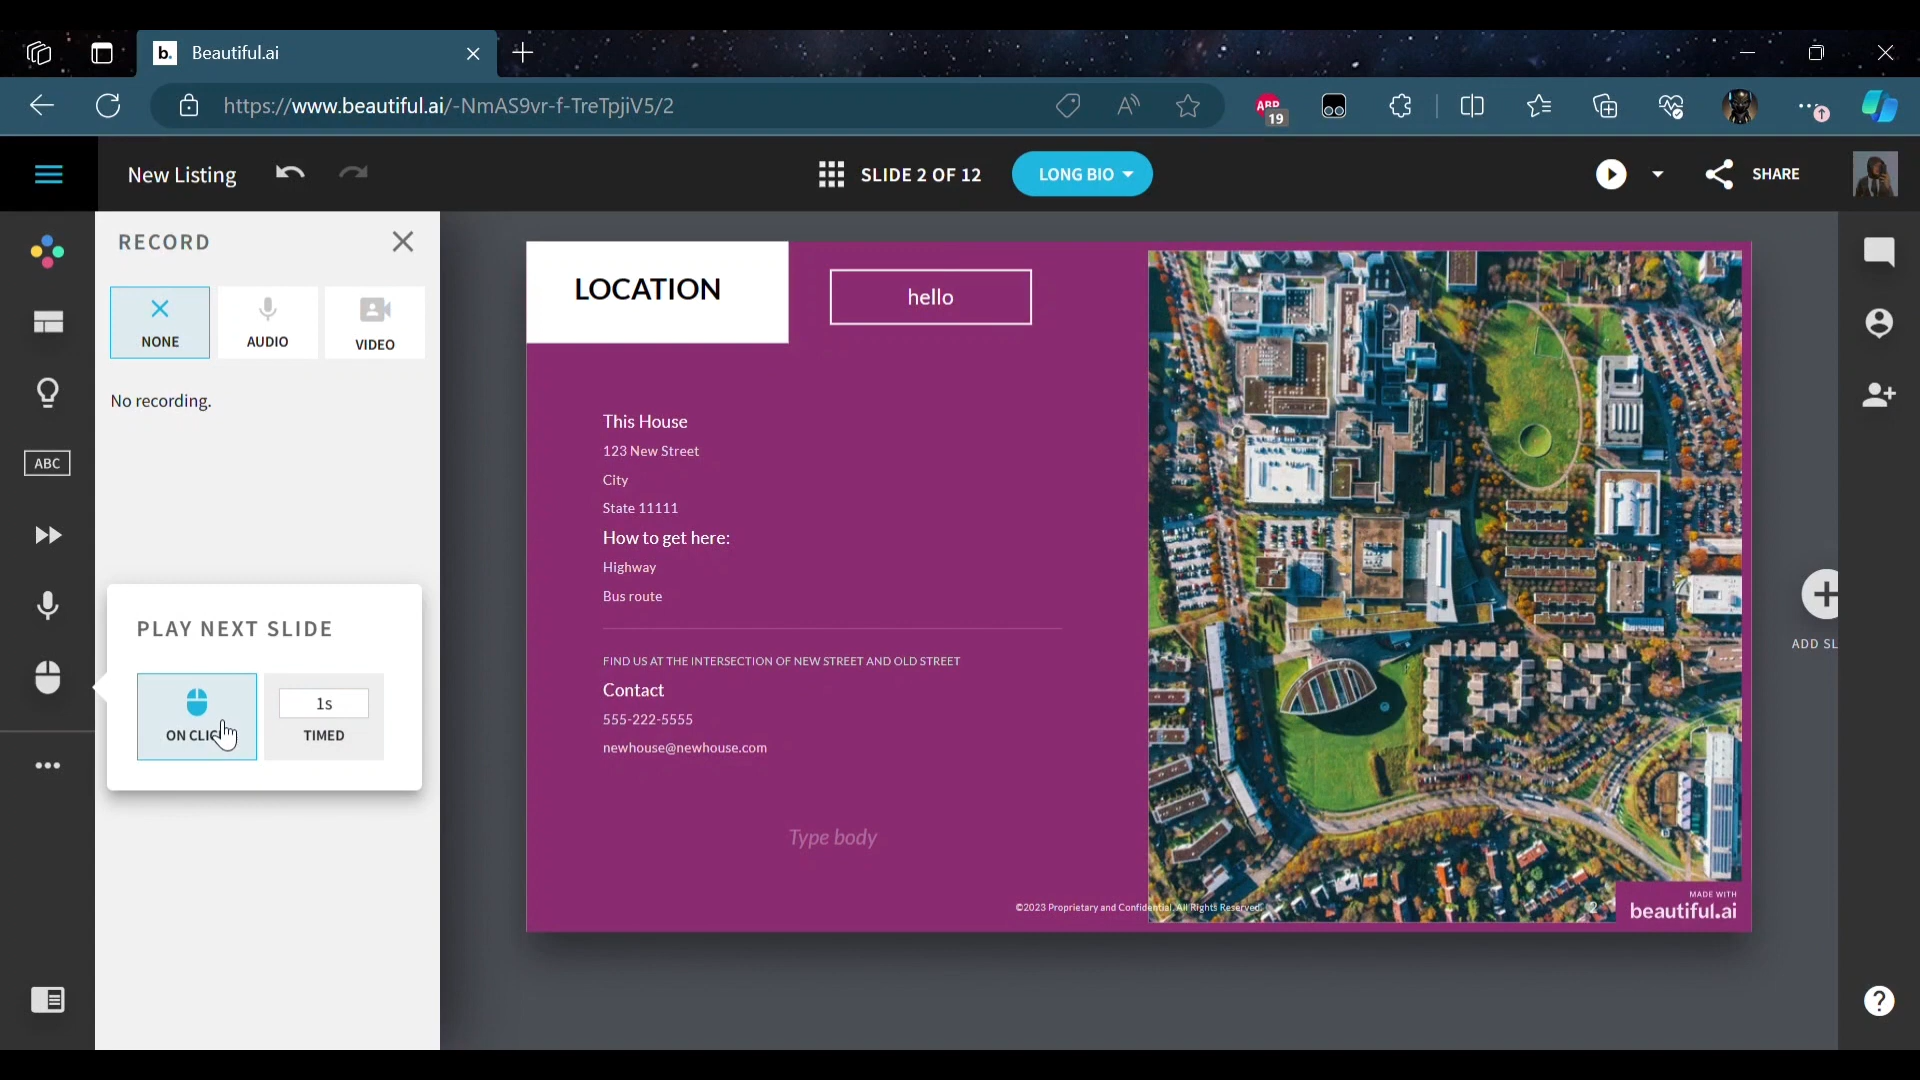 b. Beautiful.ai
https://www.beautiful.ai/-NmAS9vr-f-TreTpjiV5/2
ABP
19
New Listing
SLIDE 2 OF 12
LONG BIO
SHARE
RECORD
NONE
AUDIO
VIDEO
No recording.
ABC
PLAY NEXT SLIDE
ON CLIC
1s
TIMED
LOCATION
hello
This House
123 New Street
City
State 11111
How to get here:
Highway
Bus route
FIND US AT THE INTERSECTION OF NEW STREET AND OLD STREET
Contact
555-222-5555
newhouse@newhouse.com
Type body
©2023 Proprietary and Confidential. All Rights Reserved.
2
MADE WITH
beautiful.ai
ADD SL